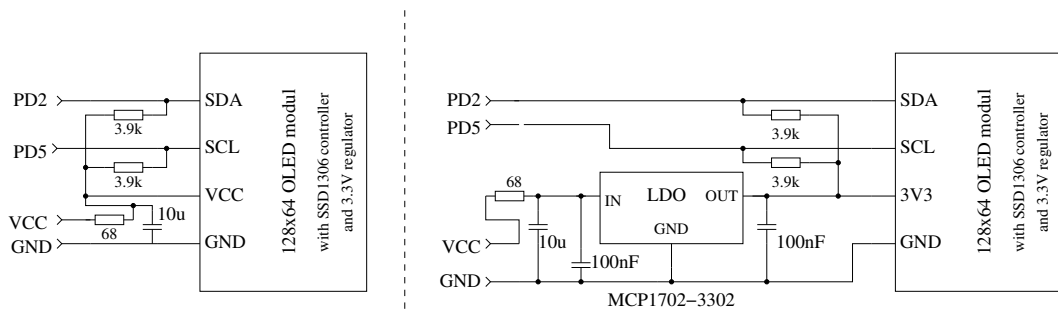 PD2
SDA
3.9k
PD5
SCL
3.9k
VCC
VCC
68
10u
GND
GND
128x64 OLED modul
with SSD1306 controller
and 3.3V regulator
PD2
SDA
PD5
3.9k
SCL
3.9k
68
IN
LDO
OUT
3V3
GND
VCC
10u
100nF
100nF
GND
GND
MCP1702-3302
128x64 OLED modul
with SSD1306 controller
and 3.3V regulator